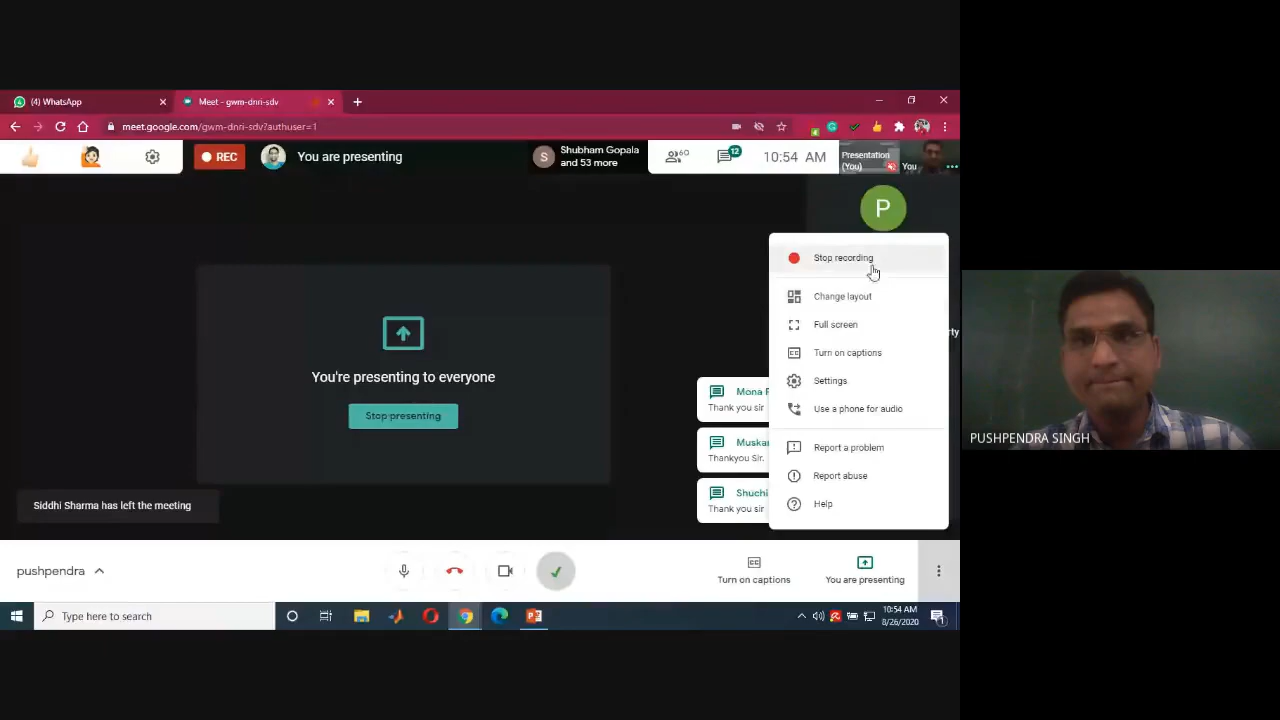 (4) WhatsApp
Meet - gwm-dnri-sdv
meet.google.com/gwm-dnri-sdv?authuser=1
REC
You are presenting
S
Shubham Gopala
and 53 more
60
12
10:54 AM
Presentation
(You)
You
P
Stop recording
Change layout
Full screen
Turn on captions
Settings
Use a phone for audio
Report a problem
Report abuse
Help
You're presenting to everyone
Stop presenting
Mona
Thank you sir
Muskar
Thankyou Sir.
Shuchi
Thank you sir
Siddhi Sharma has left the meeting
PUSHPENDRA SINGH
pushpendra
Turn on captions
You are presenting
Type here to search
10:54 AM
8/26/2020